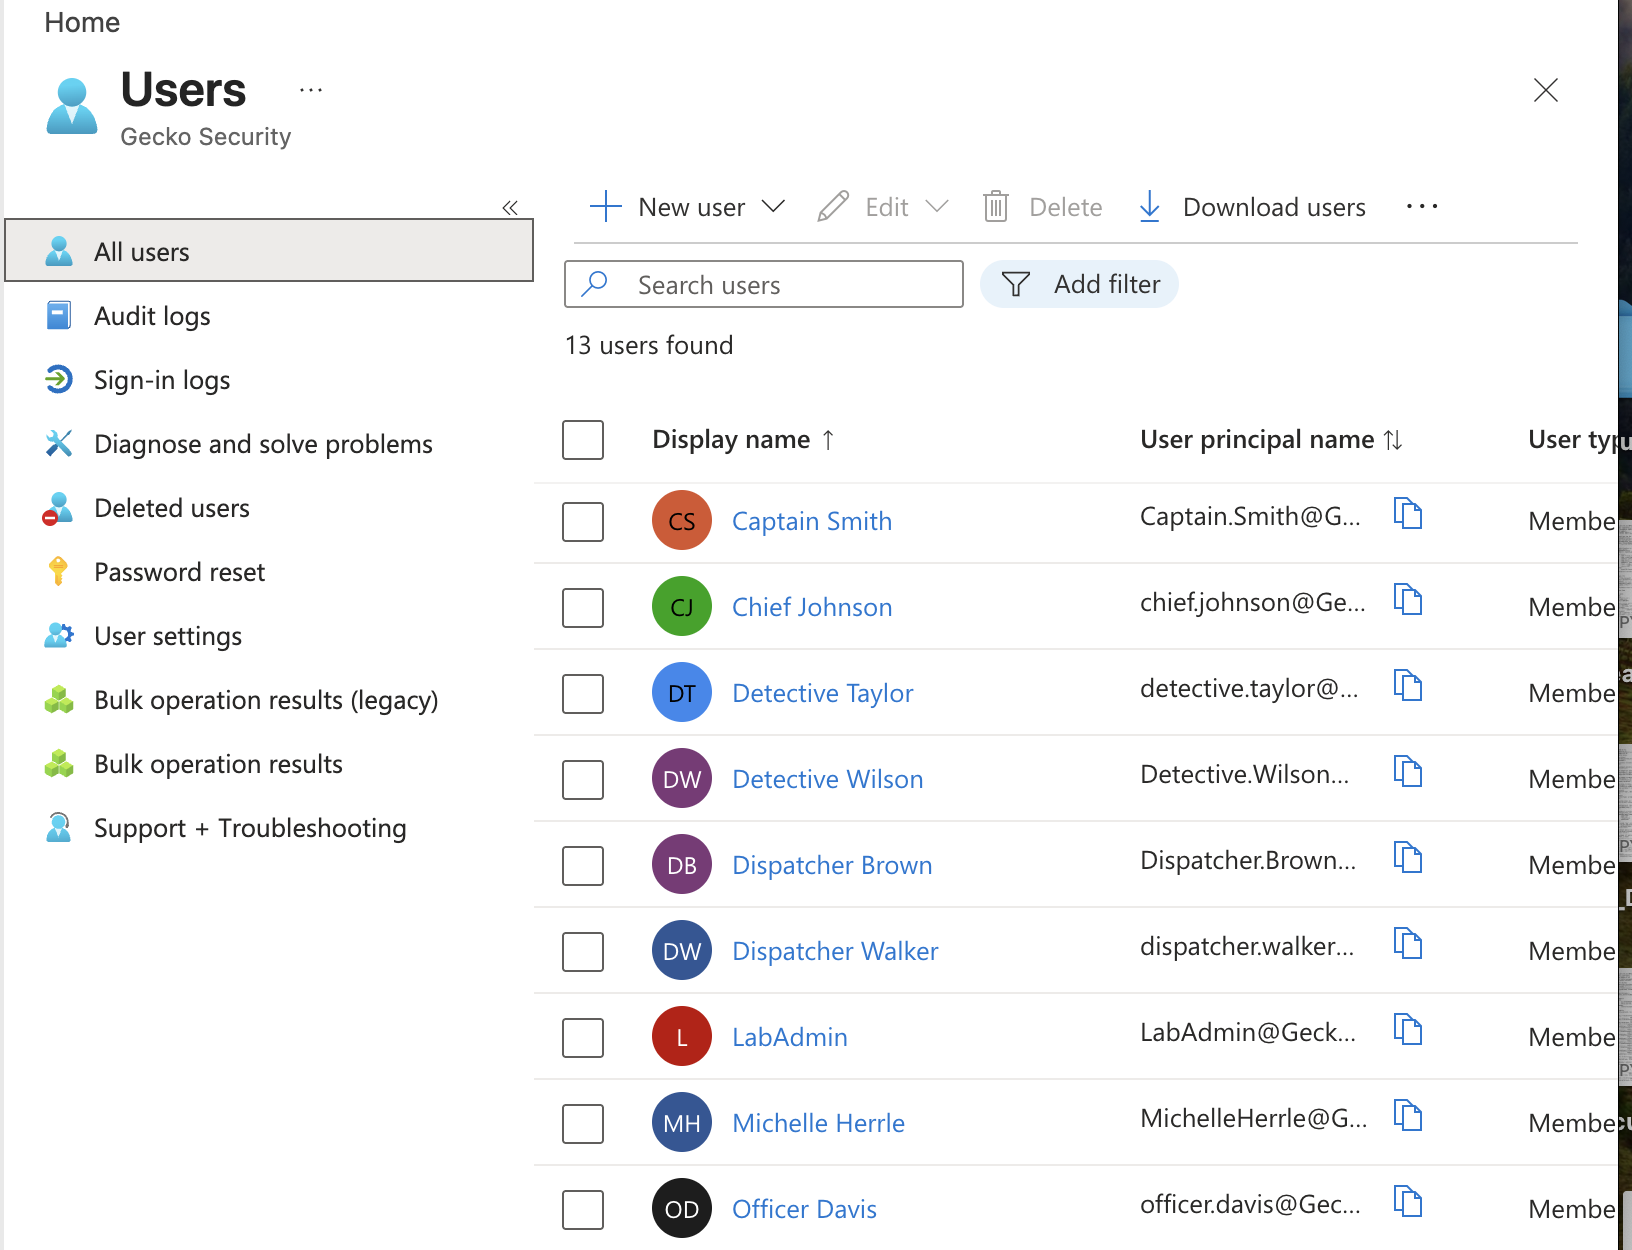 Home
Users ...
Gecko Security
«
All users
Audit logs
Sign-in logs
Diagnose and solve problems
Deleted users
Password reset
User settings
Bulk operation results (legacy)
Bulk operation results
Support + Troubleshooting
New user Edit Delete Download users ...
Search users Add filter
13 users found
Display name ↑ User principal name ↑↓ User typ
CS Captain Smith Captain.Smith@G... Membe
CJ Chief Johnson chief.johnson@Ge... Membe
DT Detective Taylor detective.taylor@... Membe
DW Detective Wilson Detective.Wilson... Membe
DB Dispatcher Brown Dispatcher.Brown... Membe
DW Dispatcher Walker dispatcher.walker... Membe
L LabAdmin LabAdmin@Geck... Membe
MH Michelle Herrle MichelleHerrle@G... Membe
OD Officer Davis officer.davis@Gec... Membe